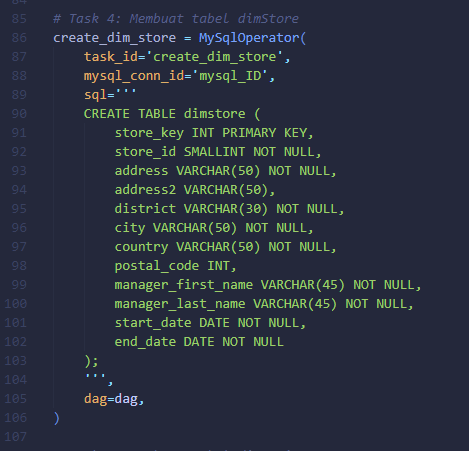 85 # Task 4: Membuat tabel dimStore
86 create_dim_store = MySqlOperator(
87     task_id='create_dim_store',
88     mysql_conn_id='mysql_ID',
89     sql='''
90     CREATE TABLE dimstore (
91         store_key INT PRIMARY KEY,
92         store_id SMALLINT NOT NULL,
93         address VARCHAR(50) NOT NULL,
94         address2 VARCHAR(50),
95         district VARCHAR(30) NOT NULL,
96         city VARCHAR(50) NOT NULL,
97         country VARCHAR(50) NOT NULL,
98         postal_code INT,
99         manager_first_name VARCHAR(45) NOT NULL,
100         manager_last_name VARCHAR(45) NOT NULL,
101         start_date DATE NOT NULL,
102         end_date DATE NOT NULL
103     );
104     ''',
105     dag=dag,
106 )
107